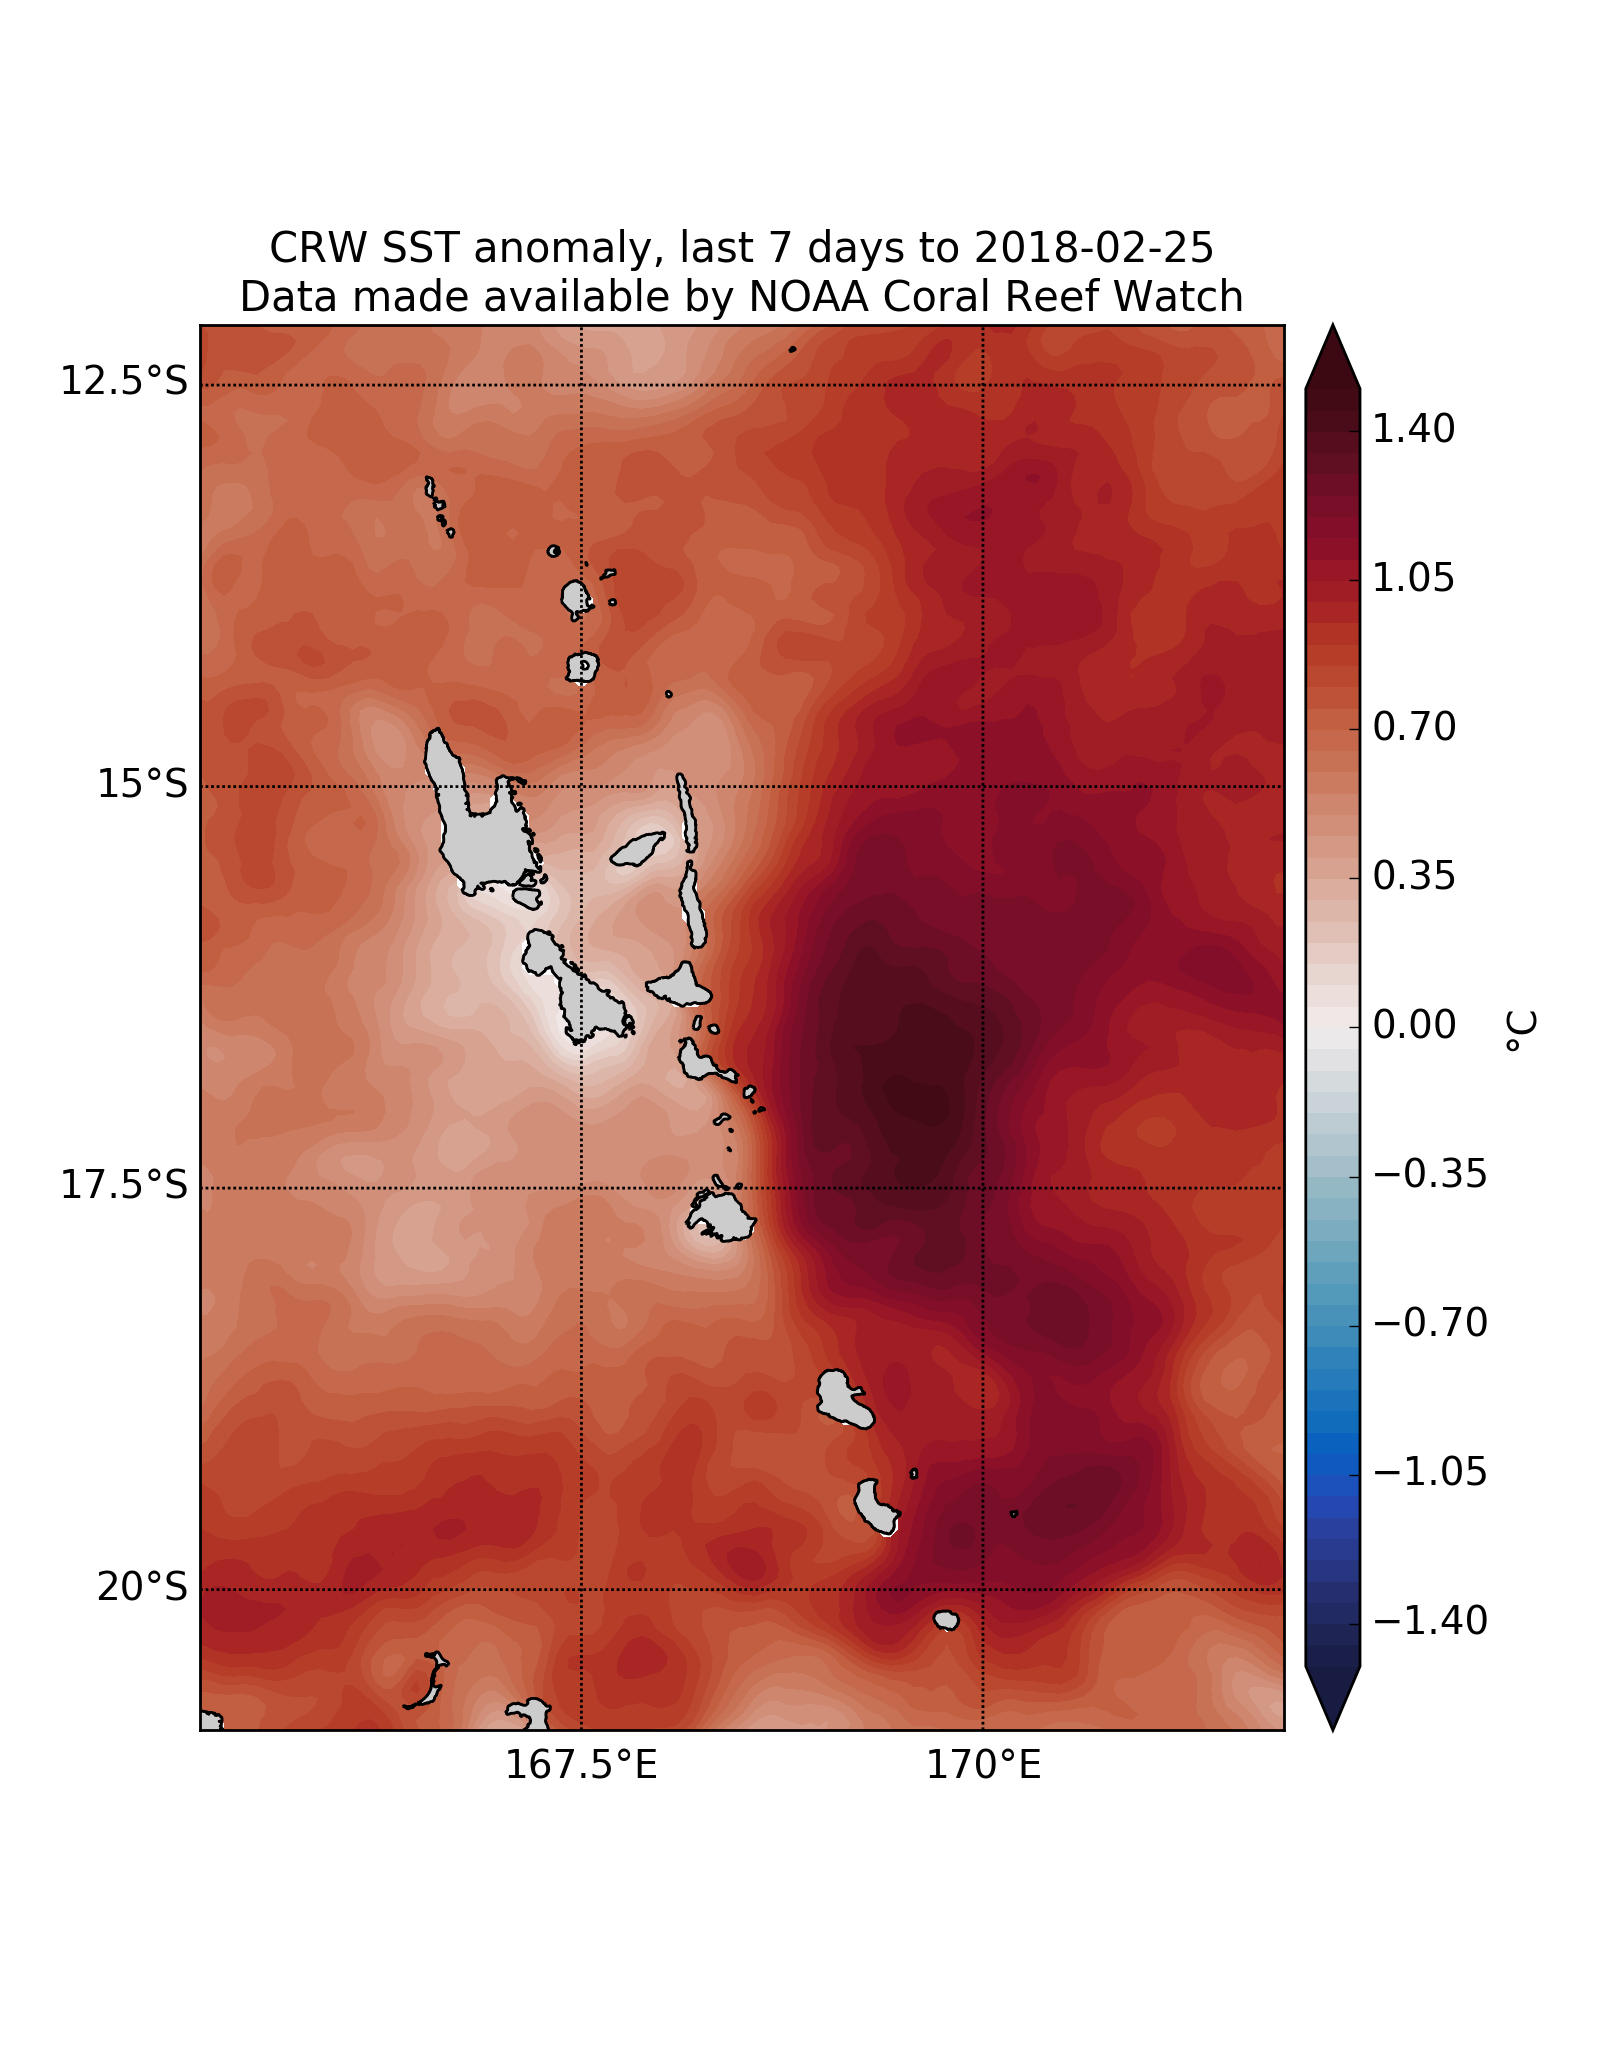 CRW SST anomaly, last 7 days to 2018-02-25
Data made available by NOAA Coral Reef Watch
12.5°S
15°S
17.5°S
20°S
167.5°E
170°E
1.40
1.05
0.70
0.35
0.00
−0.35
−0.70
−1.05
−1.40
°C